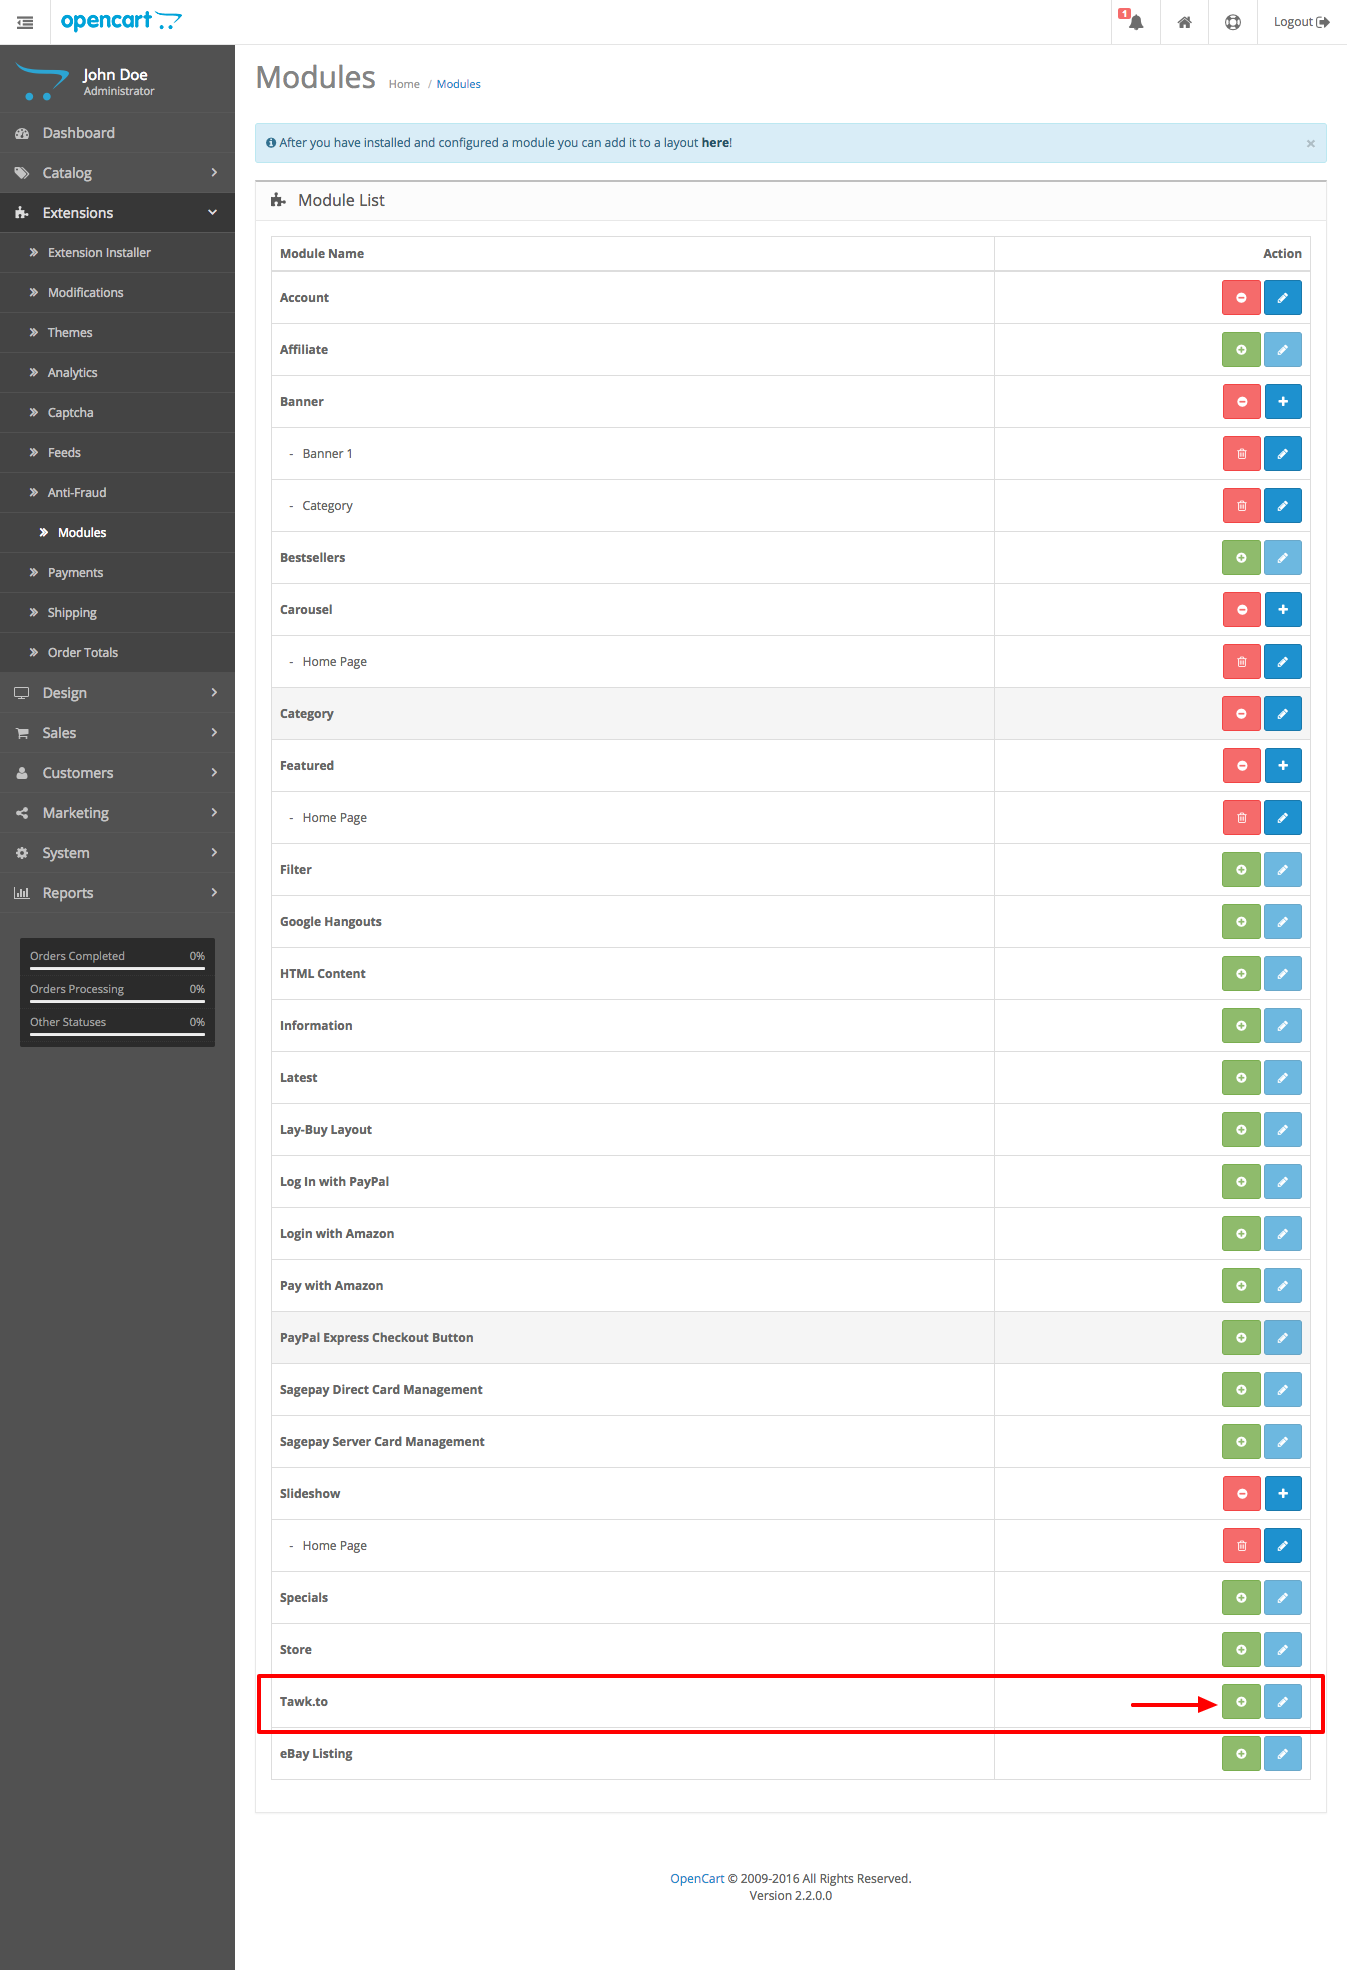 opencart
1
Logout
John Doe
Administrator
Dashboard
Catalog
Extensions
Extension Installer
Modifications
Themes
Analytics
Captcha
Feeds
Anti-Fraud
Modules
Payments
Shipping
Order Totals
Design
Sales
Customers
Marketing
System
Reports
Orders Completed 0%
Orders Processing 0%
Other Statuses 0%
Modules Home / Modules
After you have installed and configured a module you can add it to a layout here! ×
Module List
Module Name Action
Account
Affiliate
Banner
- Banner 1
- Category
Bestsellers
Carousel
- Home Page
Category
Featured
- Home Page
Filter
Google Hangouts
HTML Content
Information
Latest
Lay-Buy Layout
Log In with PayPal
Login with Amazon
Pay with Amazon
PayPal Express Checkout Button
Sagepay Direct Card Management
Sagepay Server Card Management
Slideshow
- Home Page
Specials
Store
Tawk.to
eBay Listing
OpenCart © 2009-2016 All Rights Reserved.
Version 2.2.0.0